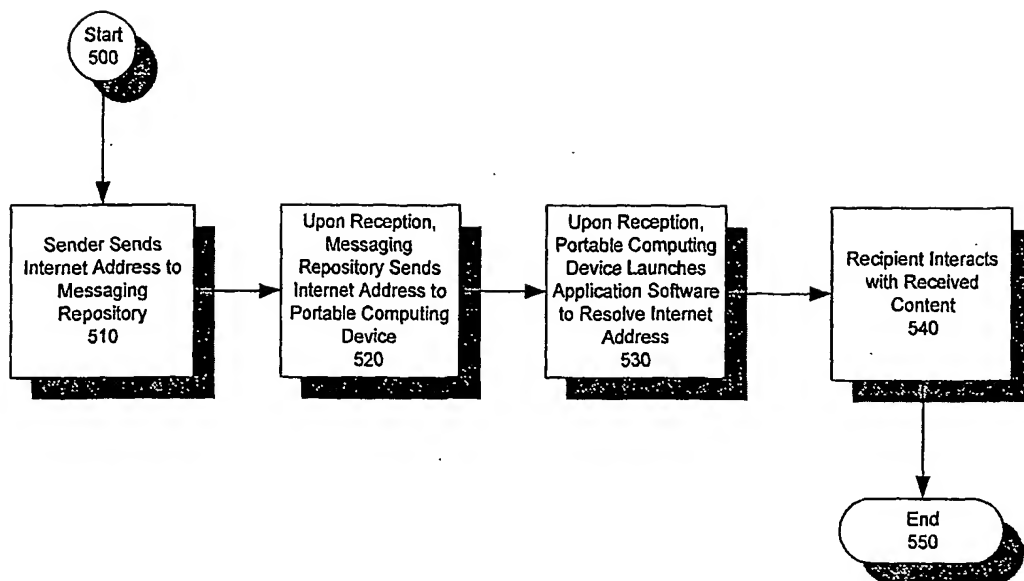 Start
500
Sender Sends
Internet Address to
Messaging
Repository
510
Upon Reception,
Messaging
Repository Sends
Internet Address to
Portable Computing
Device
520
Upon Reception,
Portable Computing
Device Launches
Application Software
to Resolve Internet
Address
530
Recipient Interacts
with Received
Content
540
End
550